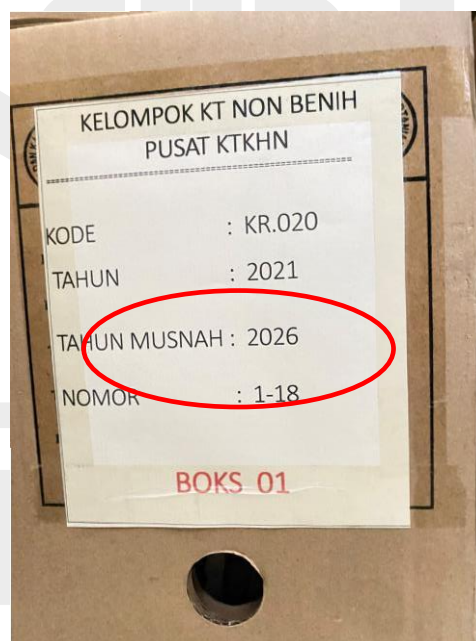 KELOMPOK KT NON BENIH
PUSAT KTKHN
------------------------------------------------
KODE : KR.020
TAHUN : 2021
TAHUN MUSNAH : 2026
NOMOR : 1-18
BOKS 01